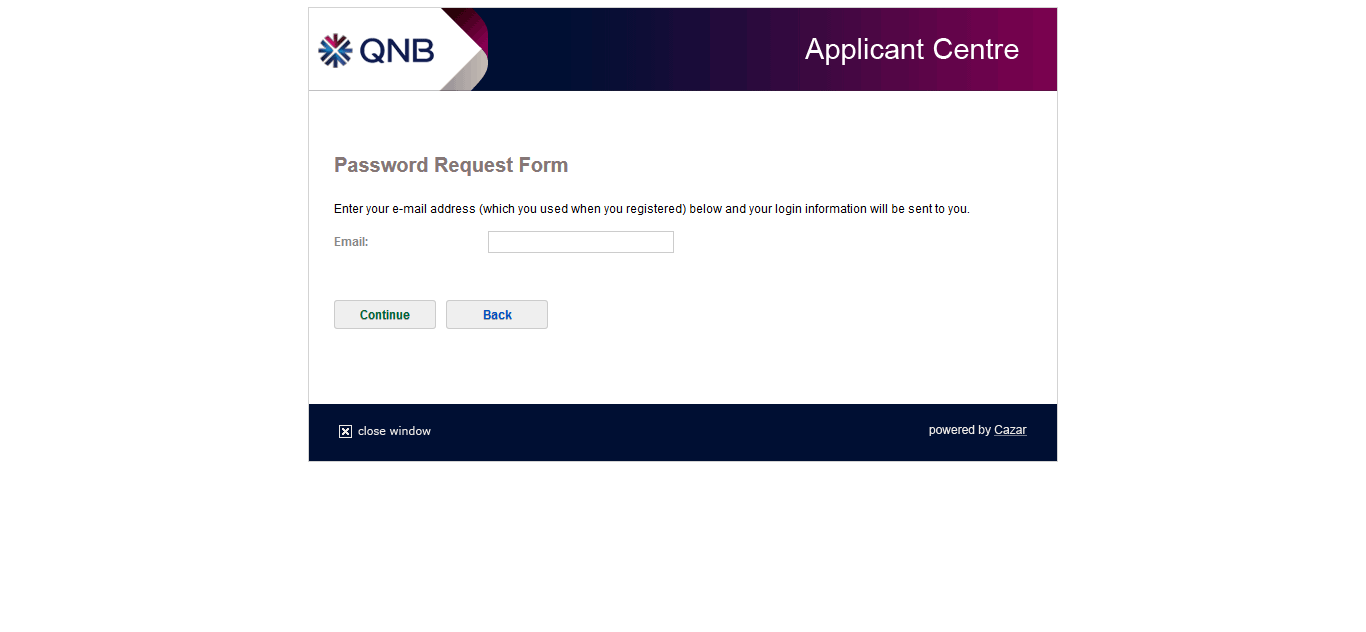 QNB
Applicant Centre
Password Request Form
Enter your e-mail address (which you used when you registered) below and your login information will be sent to you.
Email:
Continue
Back
close window
powered by Cazar